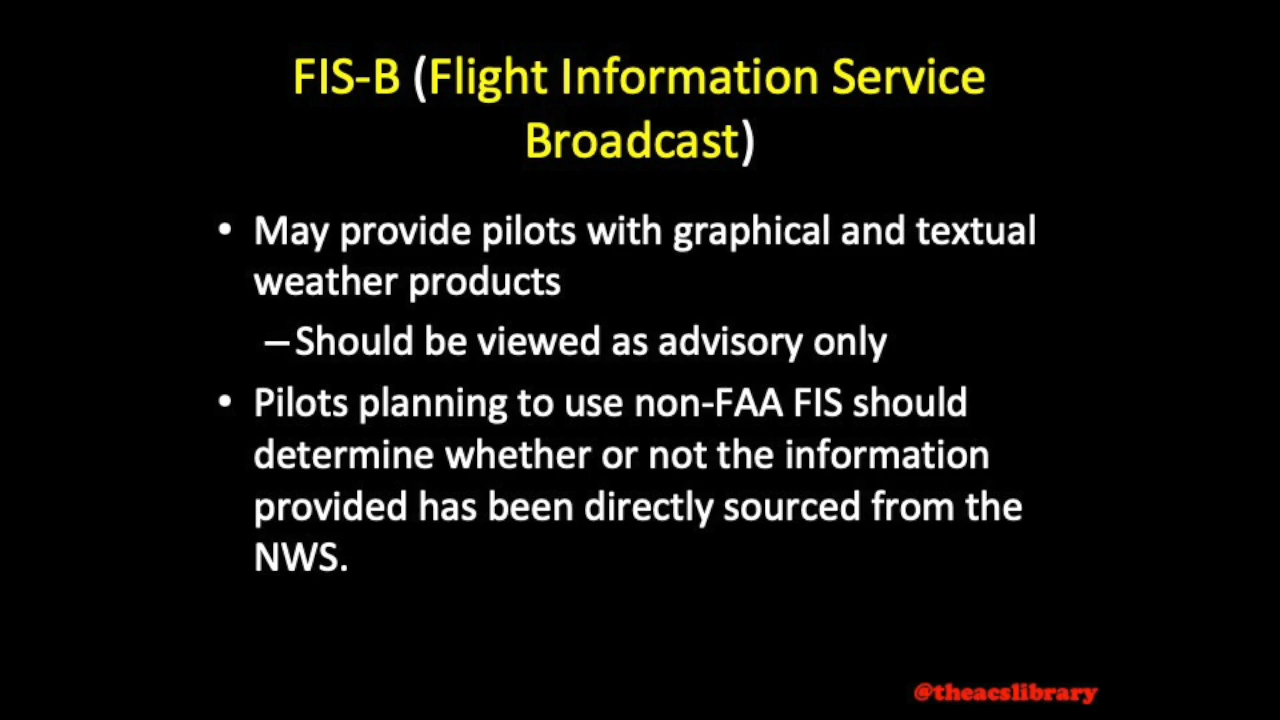 FIS-B (Flight Information Service
Broadcast)
• May provide pilots with graphical and textual
weather products
– Should be viewed as advisory only
• Pilots planning to use non-FAA FIS should
determine whether or not the information
provided has been directly sourced from the
NWS.
@theacslibrary